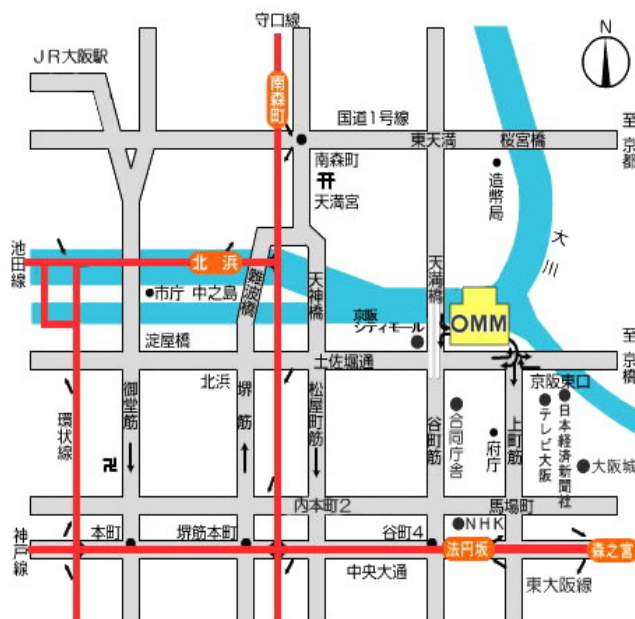 守口線
JR大阪駅
N
南森町
国道1号線
東天満
桜宮橋
至京都
南森町
天満宮
造幣局
大川
池田線
北浜
難波橋
天神橋
天満橋
市庁
中之島
京阪
シティモール
OMM
淀屋橋
土佐堀通
至京橋
北浜
京阪東口
環状線
御堂筋
堺筋
松屋町筋
谷町筋
合同庁舎
府庁
上町筋
テレビ大阪
日本経済新聞社
大阪城
卍
内本町2
馬場町
神戸線
本町
堺筋本町
谷町4
NHK
法円坂
森之宮
中央大通
東大阪線